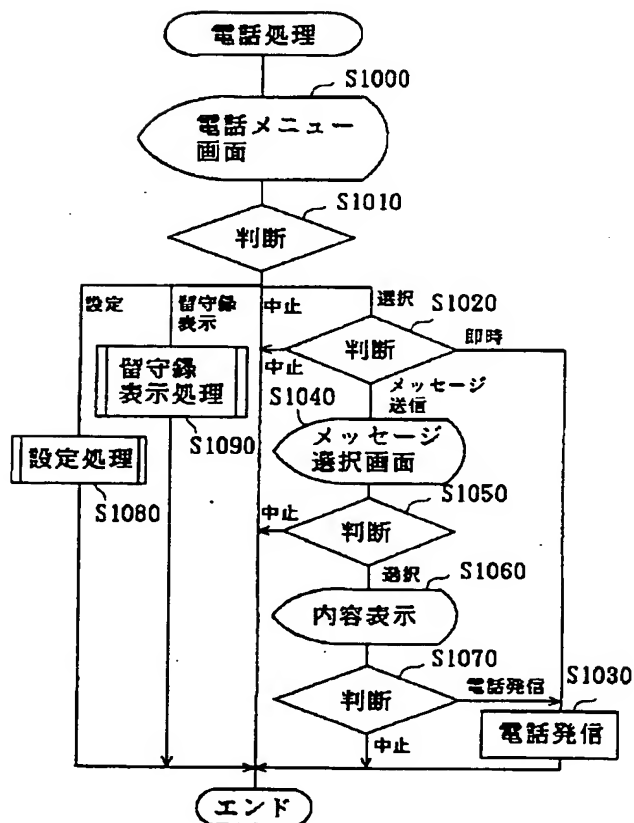 電話処理
S1000
電話メニュー
画面
S1010
判断
設定
留守録
表示
中止
選択
S1020
判断
即時
中止
メッセージ
送信
留守録
表示処理
S1090
S1040
メッセージ
選択画面
設定処理
S1080
S1050
中止
判断
選択
S1060
内容表示
S1070
判断
電話発信
S1030
電話発信
中止
エンド